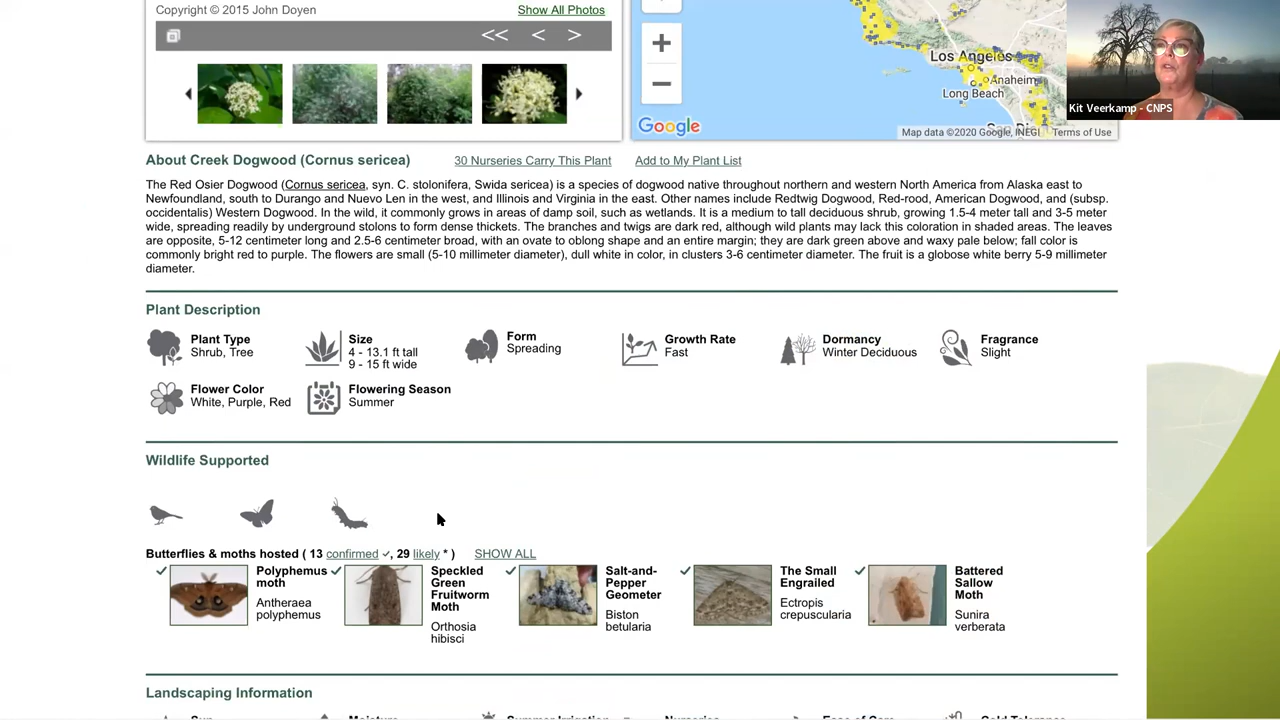 Copyright © 2015 John Doyen
Show All Photos
<< < >>
Los Angeles
Anaheim
Long Beach
Google
Map data ©2020 Google, INEGI
Terms of Use
Kit Veerkamp - CNPS
About Creek Dogwood (Cornus sericea)
30 Nurseries Carry This Plant
Add to My Plant List
The Red Osier Dogwood (Cornus sericea, syn. C. stolonifera, Swida sericea) is a species of dogwood native throughout northern and western North America from Alaska east to
Newfoundland, south to Durango and Nuevo Len in the west, and Illinois and Virginia in the east. Other names include Redtwig Dogwood, Red-rood, American Dogwood, and (subsp.
occidentalis) Western Dogwood. In the wild, it commonly grows in areas of damp soil, such as wetlands. It is a medium to tall deciduous shrub, growing 1.5-4 meter tall and 3-5 meter
wide, spreading readily by underground stolons to form dense thickets. The branches and twigs are dark red, although wild plants may lack this coloration in shaded areas. The leaves
are opposite, 5-12 centimeter long and 2.5-6 centimeter broad, with an ovate to oblong shape and an entire margin; they are dark green above and waxy pale below; fall color is
commonly bright red to purple. The flowers are small (5-10 millimeter diameter), dull white in color, in clusters 3-6 centimeter diameter. The fruit is a globose white berry 5-9 millimeter
diameter.
Plant Description
Plant Type
Shrub, Tree
Size
4 - 13.1 ft tall
9 - 15 ft wide
Form
Spreading
Growth Rate
Fast
Dormancy
Winter Deciduous
Fragrance
Slight
Flower Color
White, Purple, Red
Flowering Season
Summer
Wildlife Supported
Butterflies & moths hosted ( 13 confirmed ✓, 29 likely * ) SHOW ALL
Polyphemus
moth
Antheraea
polyphemus
Speckled
Green
Fruitworm
Moth
Orthosia
hibisci
Salt-and-
Pepper
Geometer
Biston
betularia
The Small
Engrailed
Ectropis
crepuscularia
Battered
Sallow
Moth
Sunira
verberata
Landscaping Information